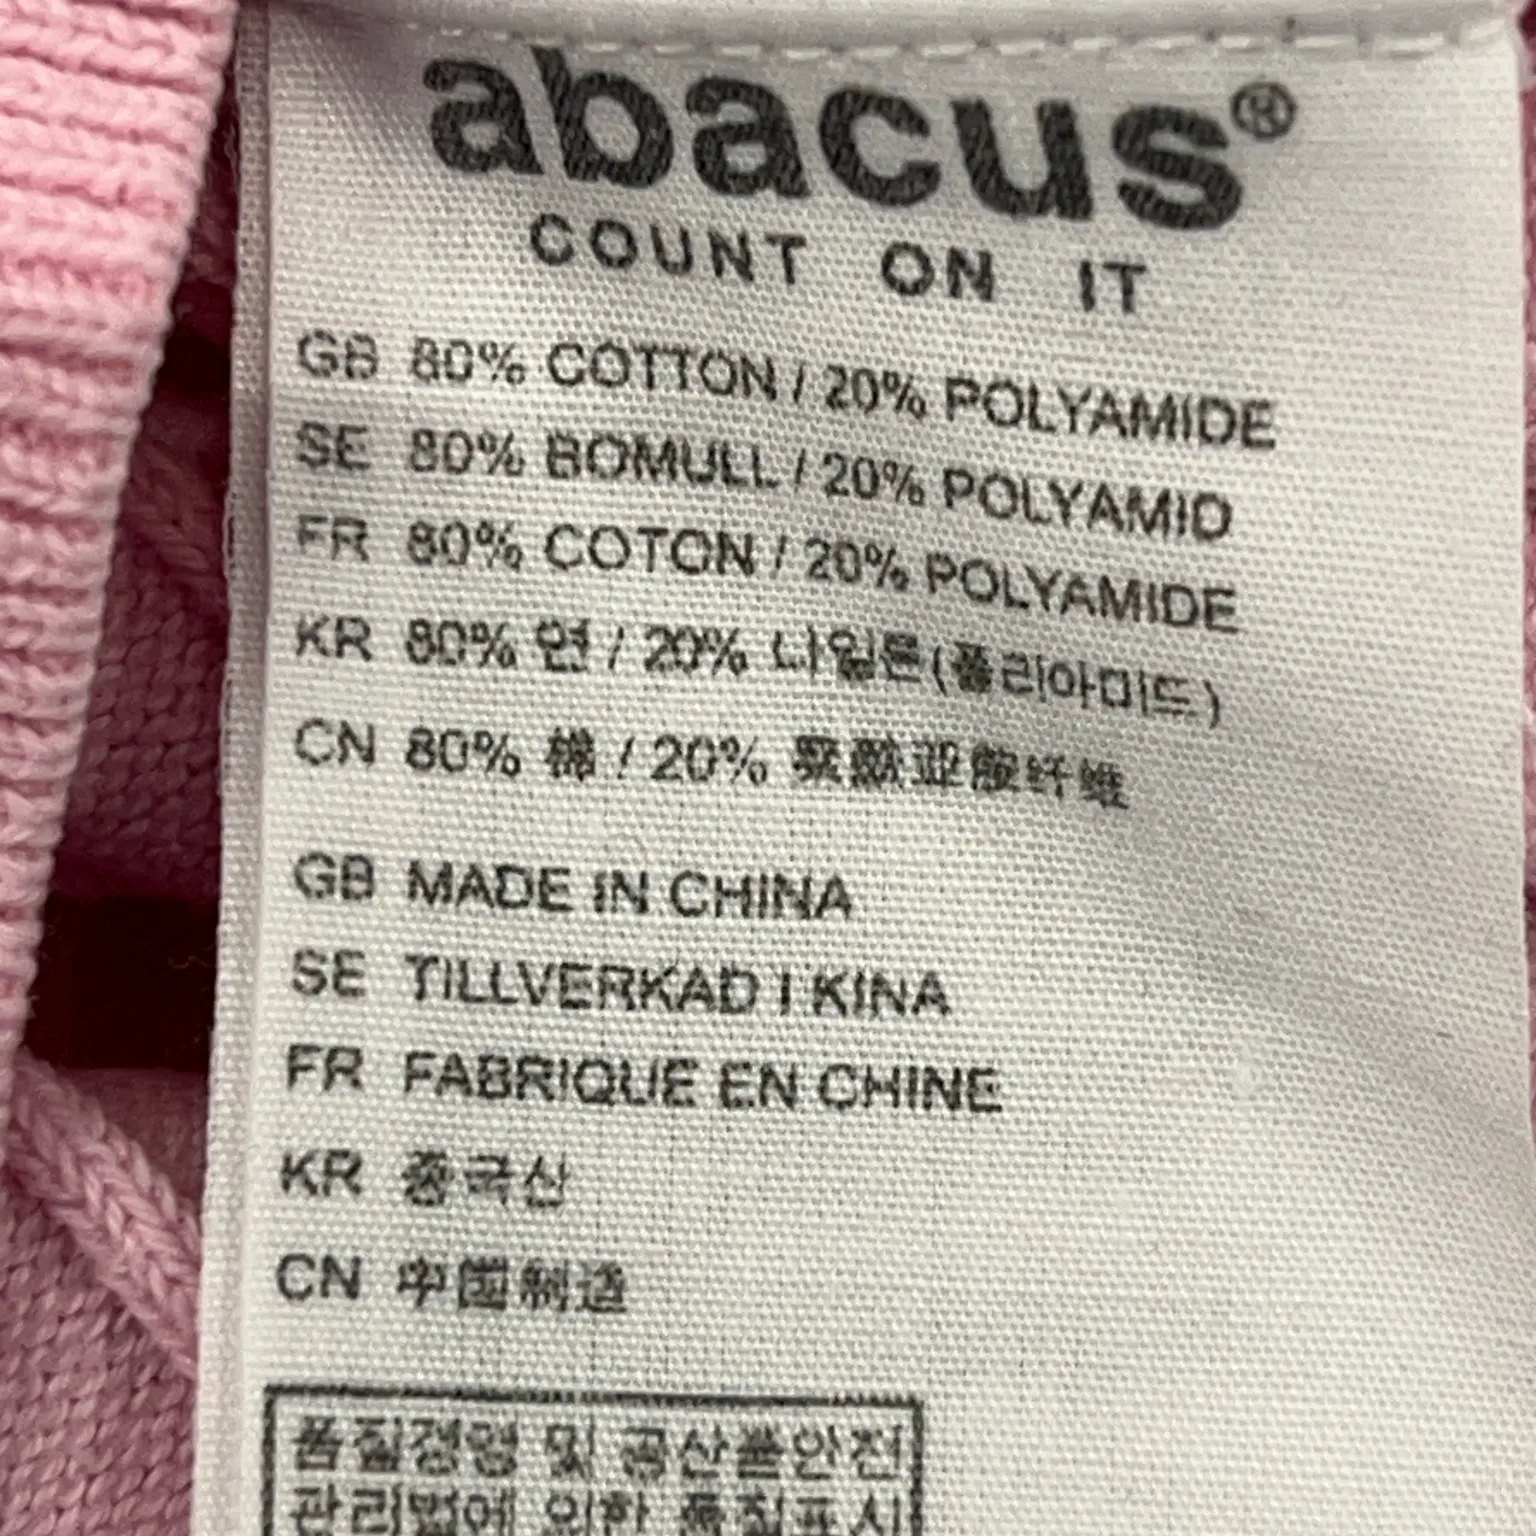 abacus®
COUNT ON IT
GB 80% COTTON / 20% POLYAMIDE
SE 80% BOMULL / 20% POLYAMID
FR 80% COTON / 20% POLYAMIDE
KR 80% 면 / 20% 나일론(폴리아미드)
CN 80% 棉 / 20% 聚酰亚胺纤维
GB MADE IN CHINA
SE TILLVERKAD I KINA
FR FABRIQUE EN CHINE
KR 중국산
CN 中国制造
품질경영 및 공산품안전
관리법에 의한 품질표시